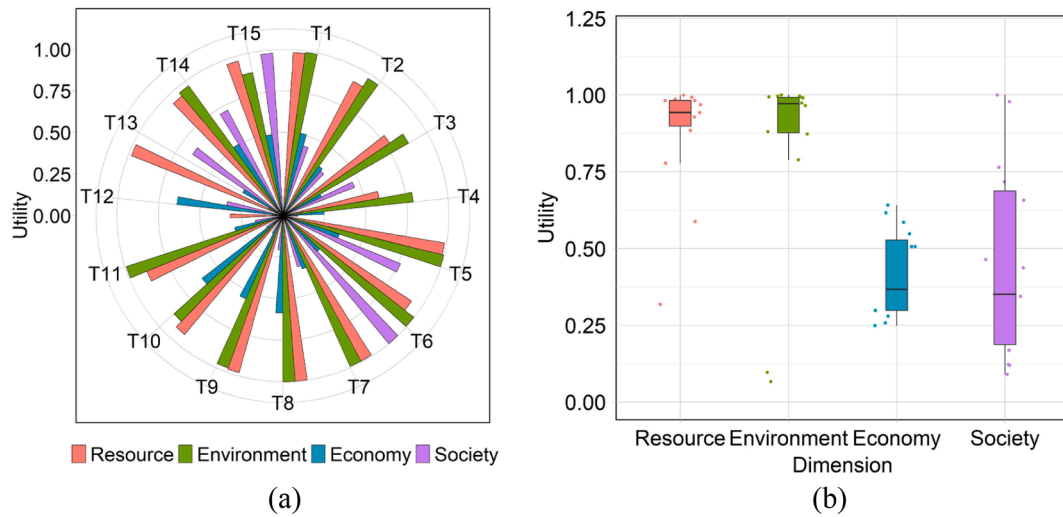 T15
T1
T14
T2
T13
T3
T12
T4
T11
T5
T10
T6
T9
T7
T8
1.00
0.75
0.50
0.25
0.00
Utility
Resource Environment Economy Society
(a)
1.25
1.00
0.75
0.50
0.25
0.00
Utility
Resource Environment Economy Society
Dimension
(b)